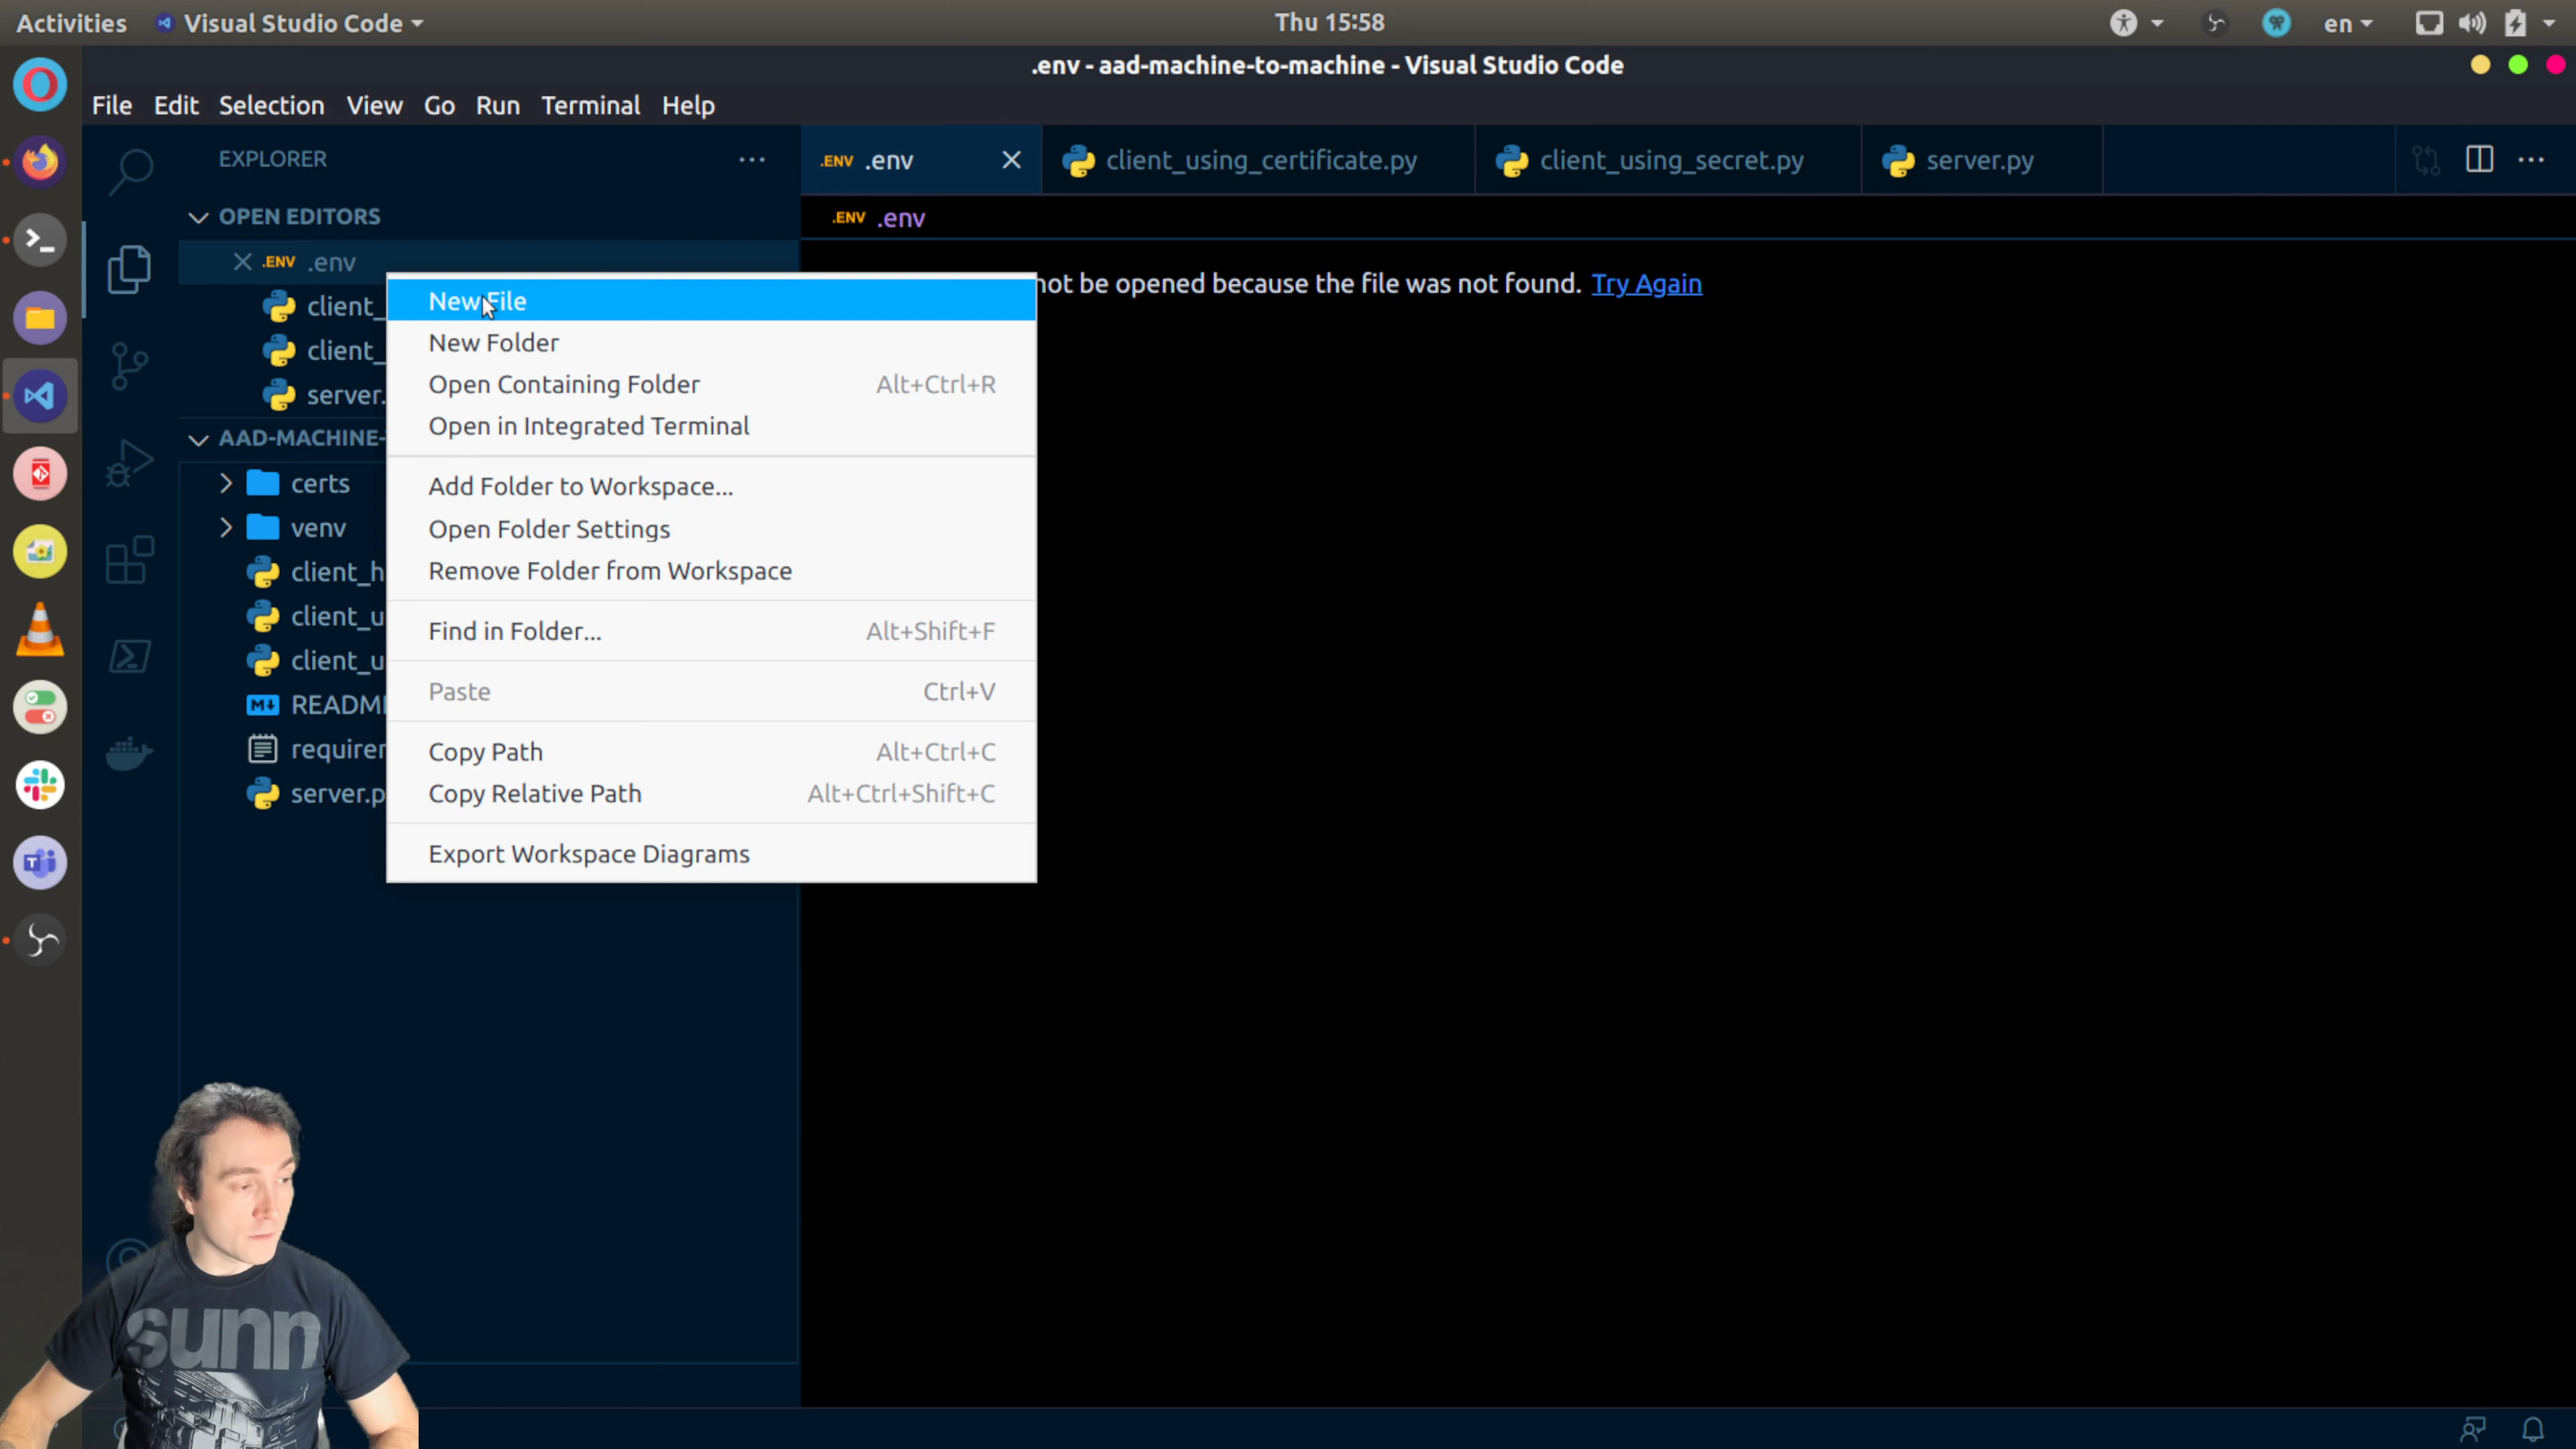 Activities Visual Studio Code Thu 15:58 en
.env - aad-machine-to-machine - Visual Studio Code
File Edit Selection View Go Run Terminal Help
EXPLORER
.ENV .env client_using_certificate.py client_using_secret.py server.py
OPEN EDITORS
.ENV .env
.ENV .env
client_
client_
server.
not be opened because the file was not found. Try Again
New File
New Folder
Open Containing Folder Alt+Ctrl+R
Open in Integrated Terminal
Add Folder to Workspace...
Open Folder Settings
Remove Folder from Workspace
Find in Folder... Alt+Shift+F
Paste Ctrl+V
Copy Path Alt+Ctrl+C
Copy Relative Path Alt+Ctrl+Shift+C
Export Workspace Diagrams
AAD-MACHINE-
certs
venv
client_h
client_u
client_u
M README
requirem
server.p
sunn